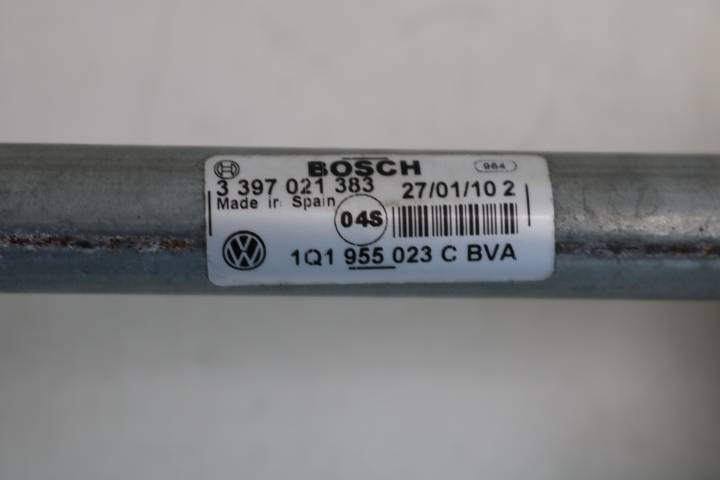 BOSCH 984
3 397 021 383 27/01/10 2
Made in Spain 04S
1Q1 955 023 C BVA